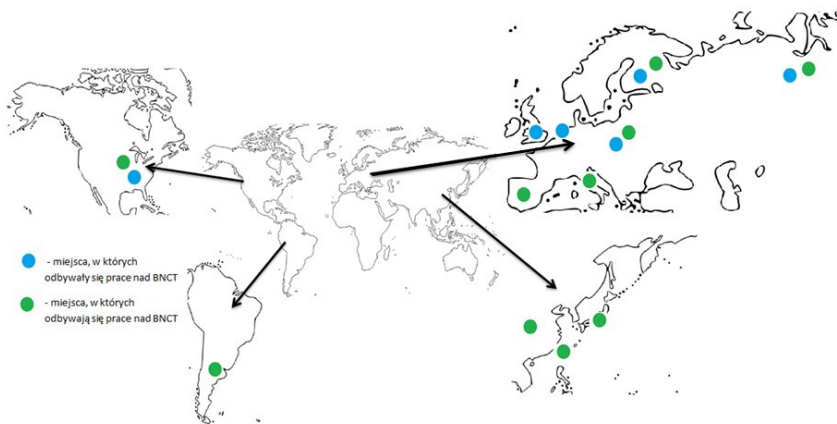 - miejsca, w których
odbywały się prace nad BNCT
- miejsca, w których
odbywają się prace nad BNCT